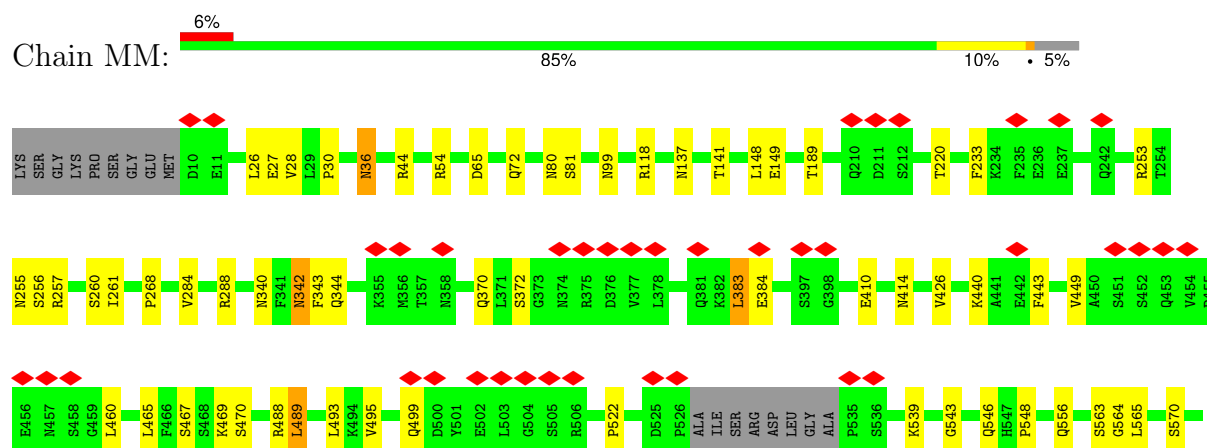 6%
Chain MM:
85% 10% • 5%
LYS SER GLY LYS PRO SER GLY GLU MET D10 E11 L26 E27 V28 L29 P30 N36 R44 R54 D65 Q72 N80 S81 N99 R118 N137 T141 L148 E149 T189 Q210 D211 S212 T220 F233 K234 F235 E236 E237 Q242 R253 T254
N255 S256 R257 S260 I261 P268 V284 R288 N340 F341 N342 F343 Q344 K355 M356 T357 N358 Q370 L371 S372 G373 N374 R375 D376 V377 L378 Q381 K382 L383 E384 S397 G398 E410 N414 V426 K440 A441 E442 F443 V449 A450 S451 S452 Q453 V454
E456 N457 S458 G459 L460 L465 F466 S467 S468 K469 S470 R488 L489 L493 K494 V495 Q499 D500 Y501 E502 L503 G504 S505 R506 P522 D525 P526 ALA ILE SER ARG ASP LEU GLY ALA P535 S536 K539 G543 Q546 H547 P548 Q556 S563 G564 L565 S570